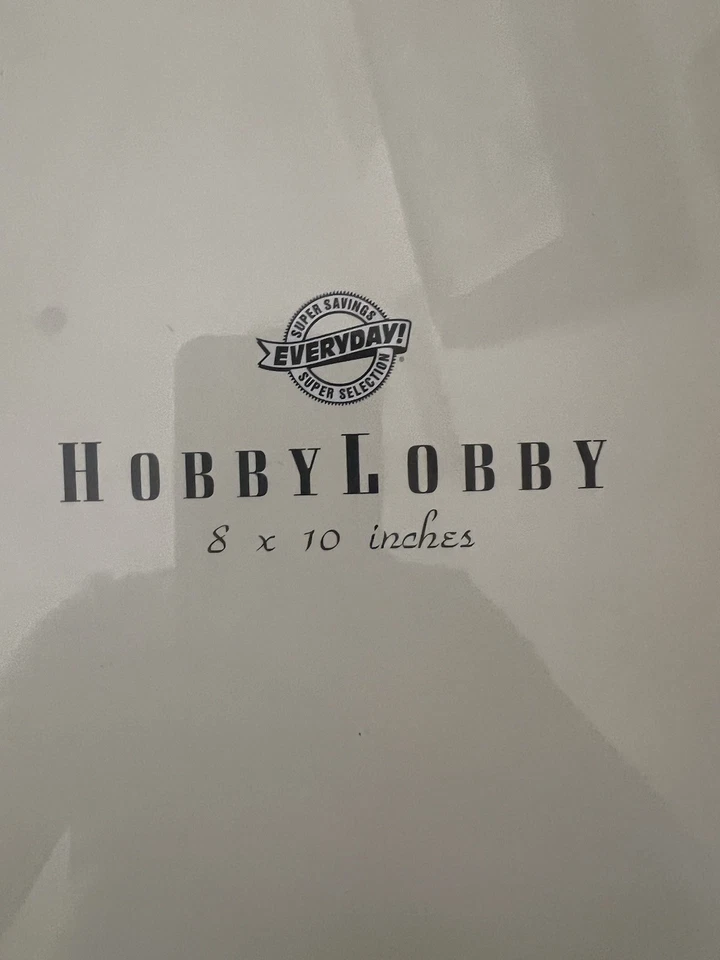 SUPER SAVINGS
EVERYDAY!
SUPER SELECTION
®
HOBBY LOBBY
8 x 10 inches